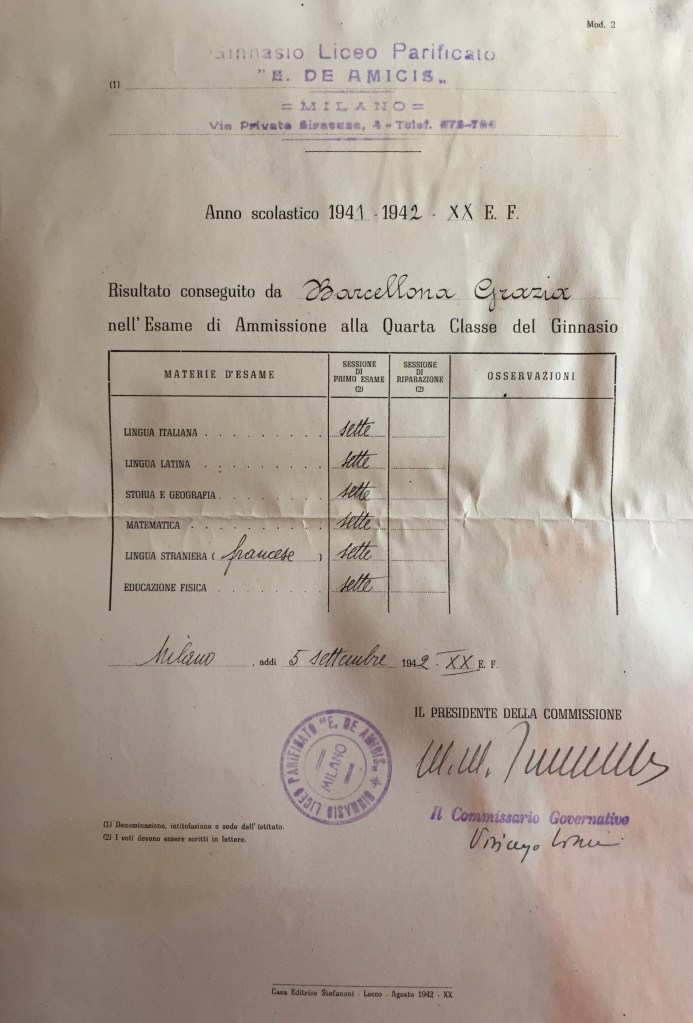 Mod. 2
Ginnasio Liceo Parificato
(1) "E. DE AMICIS„
= MILANO =
Via Privata Siracusa, 4 - Telef.
Anno scolastico 1941 - 1942 - XX E. F.
Risultato conseguito da Barcellona Grazia
nell'Esame di Ammissione alla Quarta Classe del Ginnasio
MATERIE D'ESAME
SESSIONE DI PRIMO ESAME (2)
SESSIONE DI RIPARAZIONE (2)
OSSERVAZIONI
LINGUA ITALIANA . . . . . . . . . sette
LINGUA LATINA . . . . . . . . . sette
STORIA E GEOGRAFIA . . . . . . . . sette
MATEMATICA . . . . . . . . . . sette
LINGUA STRANIERA ( francese ) sette
EDUCAZIONE FISICA . . . . . . . . sette
Milano, addì 5 settembre 1942 - XX E. F.
IL PRESIDENTE DELLA COMMISSIONE
GINNASIO LICEO PARIFICATO "E. DE AMICIS„
MILANO
Il Commissario Governativo
(1) Denominazione, intitolazione e sede dell'istituto.
(2) I voti devono essere scritti in lettere.
Casa Editrice Stefanoni - Lecco - Agosto 1942 - XX